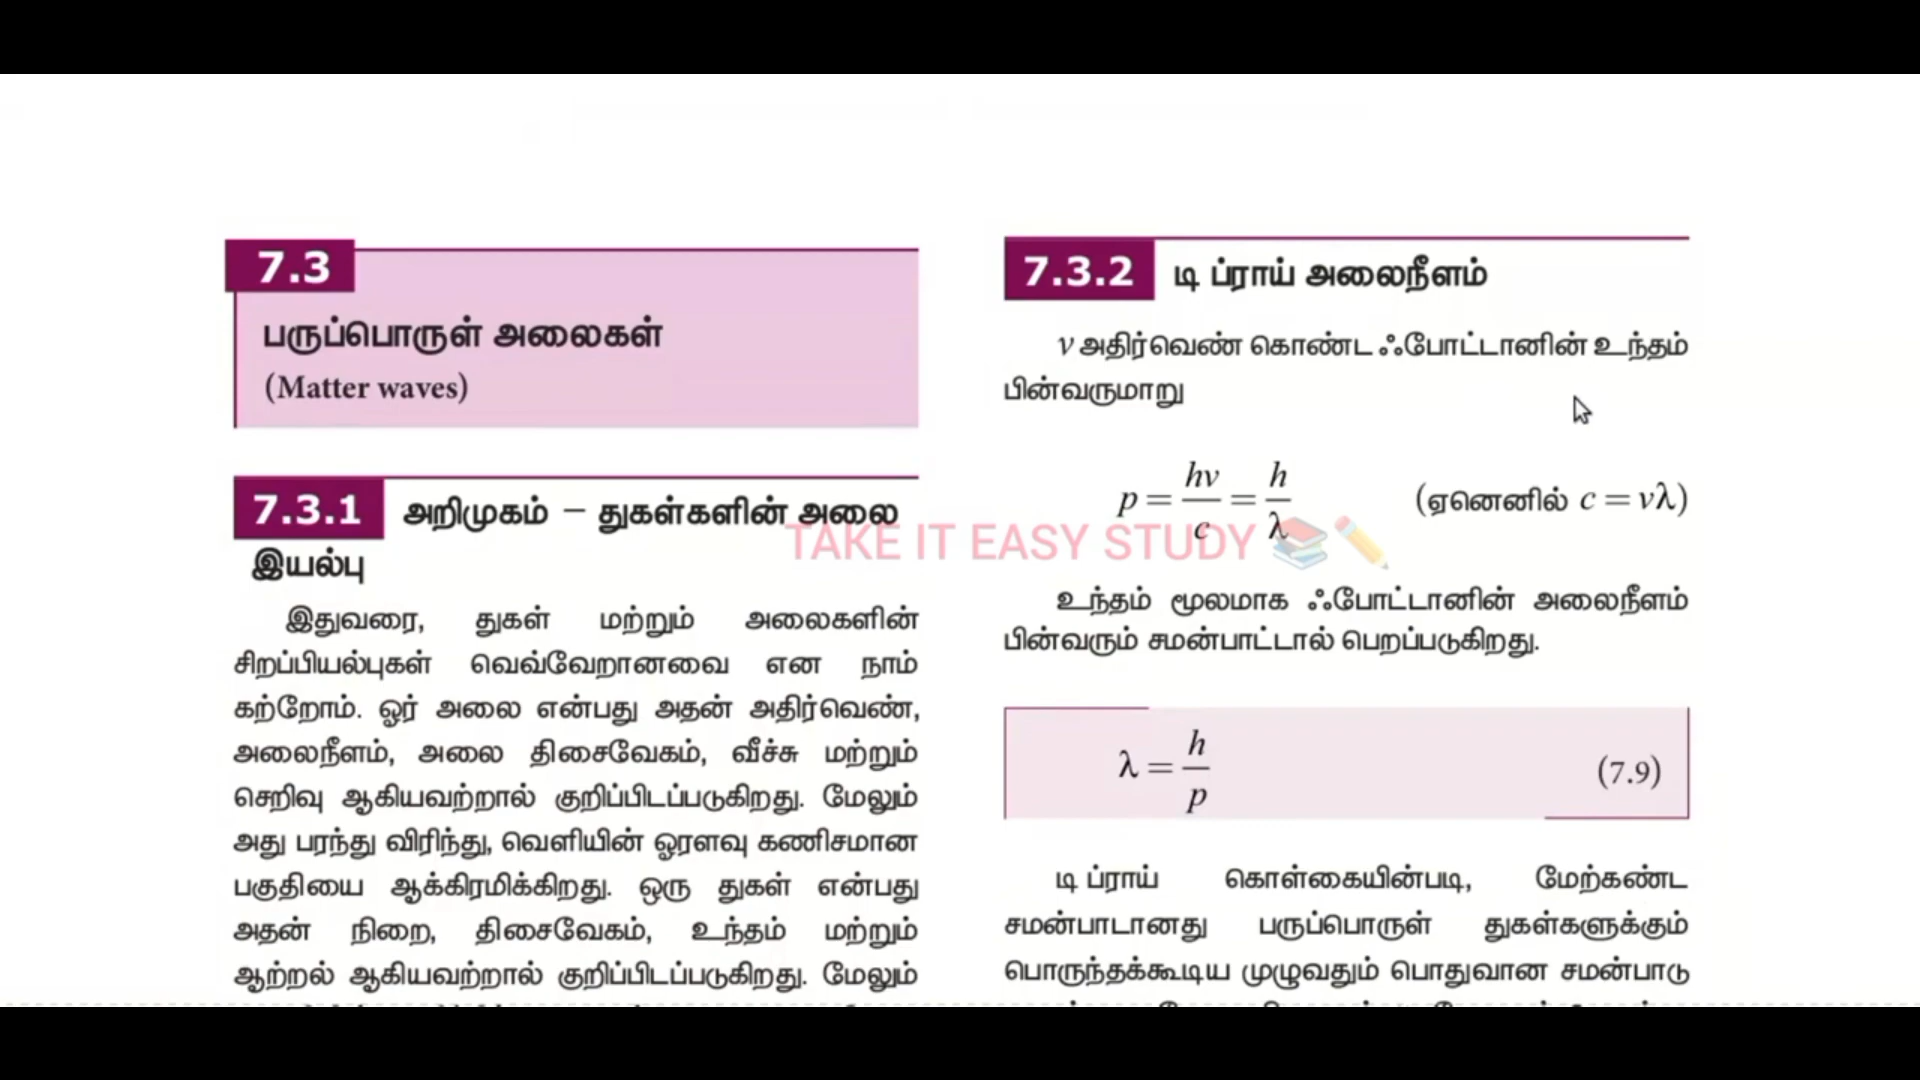 7.3
பருப்பொருள் அலைகள்
(Matter waves)
7.3.1 அறிமுகம் – துகள்களின் அலை
இயல்பு
இதுவரை, துகள் மற்றும் அலைகளின்
சிறப்பியல்புகள் வெவ்வேறானவை என நாம்
கற்றோம். ஓர் அலை என்பது அதன் அதிர்வெண்,
அலைநீளம், அலை திசைவேகம், வீச்சு மற்றும்
செறிவு ஆகியவற்றால் குறிப்பிடப்படுகிறது. மேலும்
அது பரந்து விரிந்து, வெளியின் ஓரளவு கணிசமான
பகுதியை ஆக்கிரமிக்கிறது. ஒரு துகள் என்பது
அதன் நிறை, திசைவேகம், உந்தம் மற்றும்
ஆற்றல் ஆகியவற்றால் குறிப்பிடப்படுகிறது. மேலும்
7.3.2 டி ப்ராய் அலைநீளம்
ν அதிர்வெண் கொண்ட ஃபோட்டானின் உந்தம்
பின்வருமாறு
p = hν/c = h/λ (ஏனெனில் c = νλ)
TAKE IT EASY STUDY 📚✏️
உந்தம் மூலமாக ஃபோட்டானின் அலைநீளம்
பின்வரும் சமன்பாட்டால் பெறப்படுகிறது.
λ = h/p (7.9)
டி ப்ராய் கொள்கையின்படி, மேற்கண்ட
சமன்பாடானது பருப்பொருள் துகள்களுக்கும்
பொருந்தக்கூடிய முழுவதும் பொதுவான சமன்பாடு